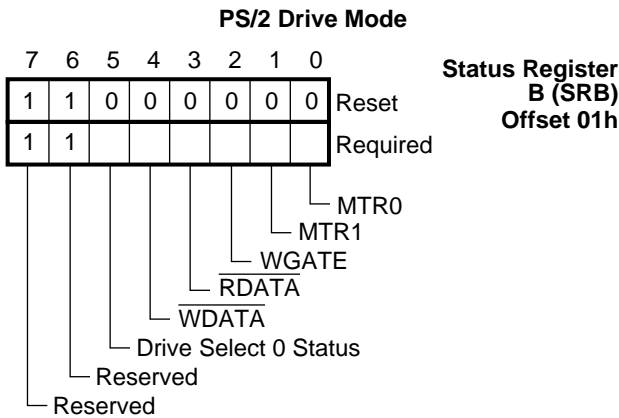 PS/2 Drive Mode
7 6 5 4 3 2 1 0
Status Register
B (SRB)
Offset 01h
1 1 0 0 0 0 0 0 Reset
1 1 Required
MTR0
MTR1
WGATE
RDATA
WDATA
Drive Select 0 Status
Reserved
Reserved